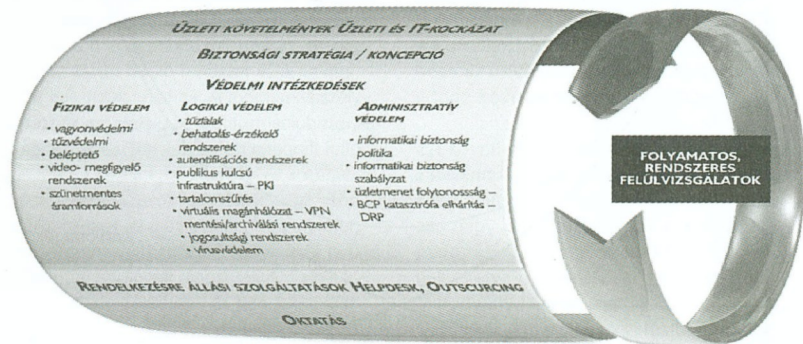 ÜZLETI KÖVETELMÉNYEK ÜZLETI ÉS IT-KOCKÁZAT
BIZTONSÁGI STRATÉGIA / KONCEPCIÓ
VÉDELMI INTÉZKEDÉSEK
FIZIKAI VÉDELEM
• vagyonvédelmi
• tűzvédelmi
• beléptető
• video- megfigyelő
rendszerek
• szünetmentes
áramforrások
LOGIKAI VÉDELEM
• tűzfalak
• behatolás-érzékelő
rendszerek
• autentifikációs rendszerek
• publikus kulcsú
infrastruktúra – PKI
• tartalomszűrés
• virtuális magánhálózat – VPN
mentési/archiválási rendszerek
• jogosultsági rendszerek
• vírusvédelem
ADMINISZTRATÍV
VÉDELEM
• informatikai biztonság
politika
• informatikai biztonság
szabályzat
• üzletmenet folytonossság –
• BCP katasztrófa elhárítás –
DRP
FOLYAMATOS,
RENDSZERES
FELÜLVIZSGÁLATOK
RENDELKEZÉSRE ÁLLÁSI SZOLGÁLTATÁSOK HELPDESK, OUTSCURCING
OKTATÁS